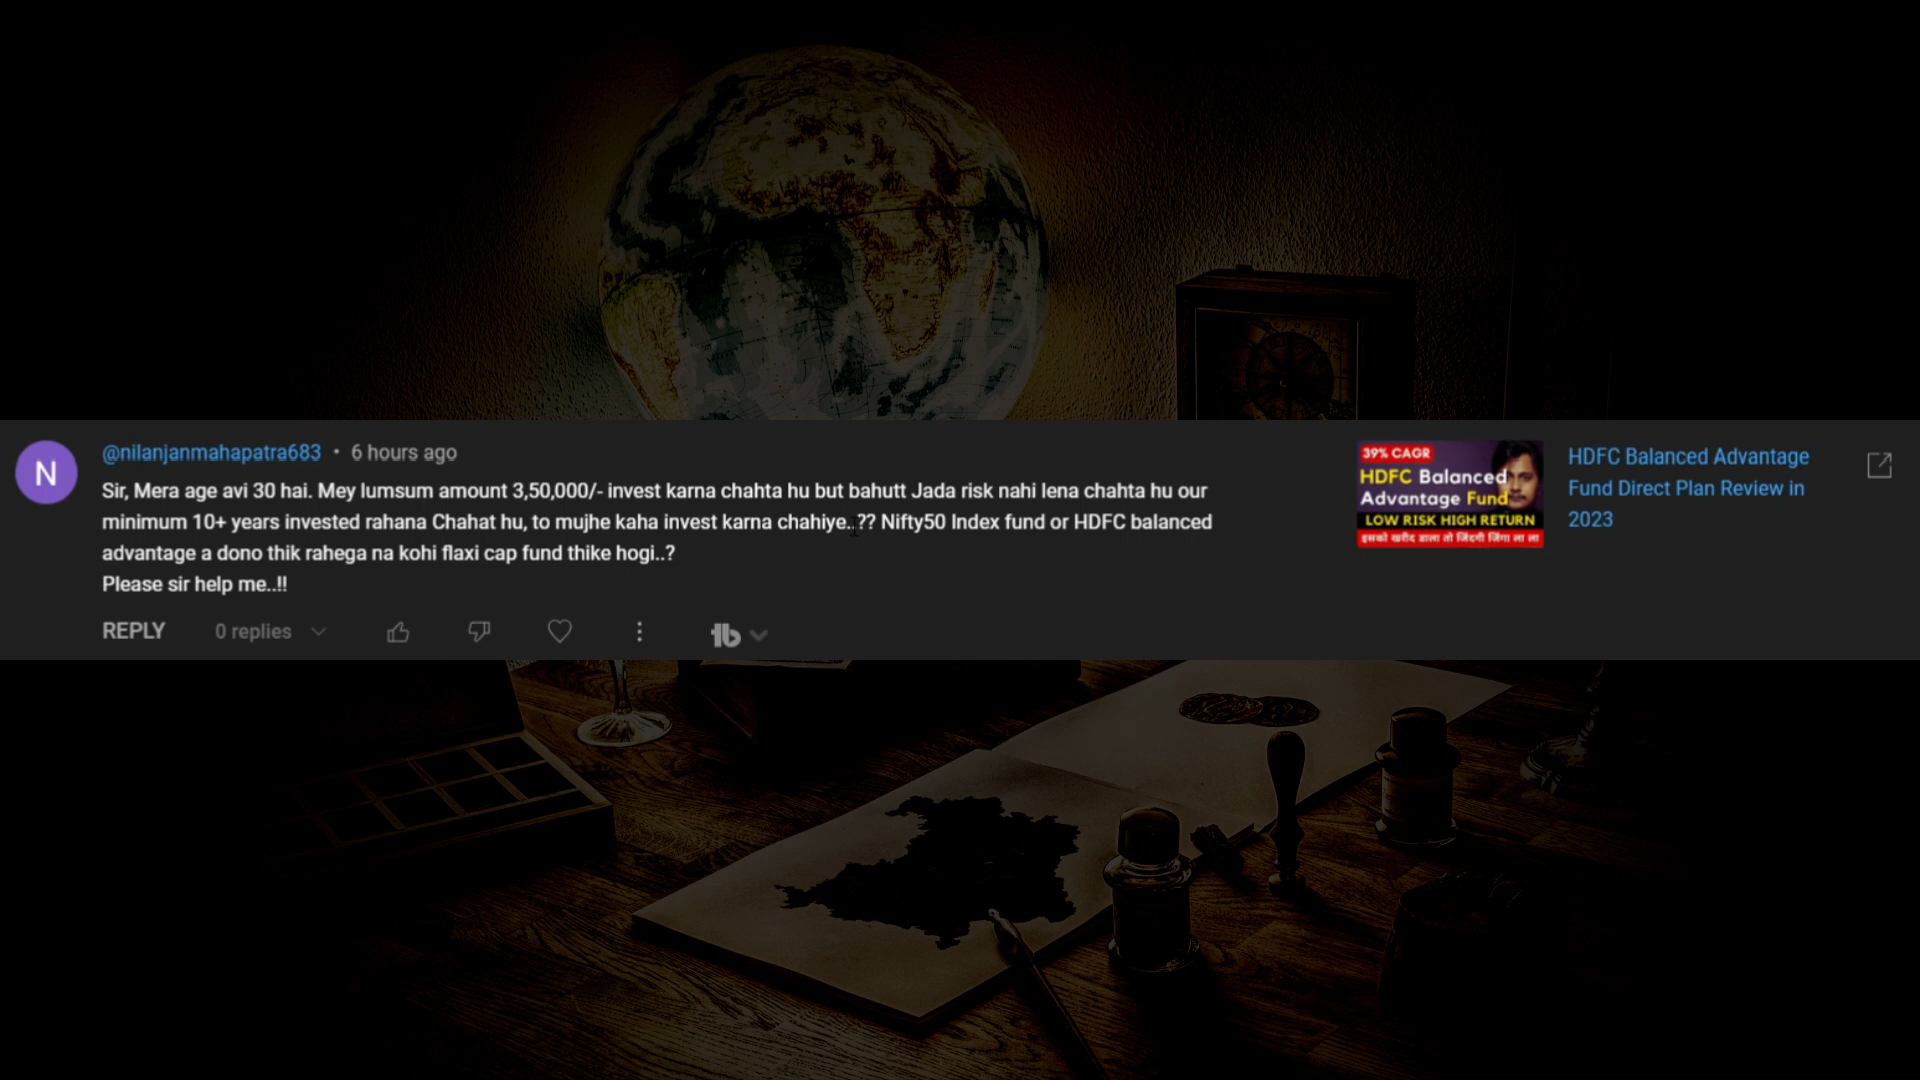 N
@nilanjanmahapatra683 • 6 hours ago
Sir, Mera age avi 30 hai. Mey lumsum amount 3,50,000/- invest karna chahta hu but bahutt Jada risk nahi lena chahta hu our
minimum 10+ years invested rahana Chahat hu, to mujhe kaha invest karna chahiye..?? Nifty50 Index fund or HDFC balanced
advantage a dono thik rahega na kohi flaxi cap fund thike hogi..?
Please sir help me..!!
REPLY 0 replies
39% CAGR
HDFC Balanced
Advantage Fund
LOW RISK HIGH RETURN
इसको खरीद डाला तो जिंदगी जिंगा ला ला
HDFC Balanced Advantage
Fund Direct Plan Review in
2023